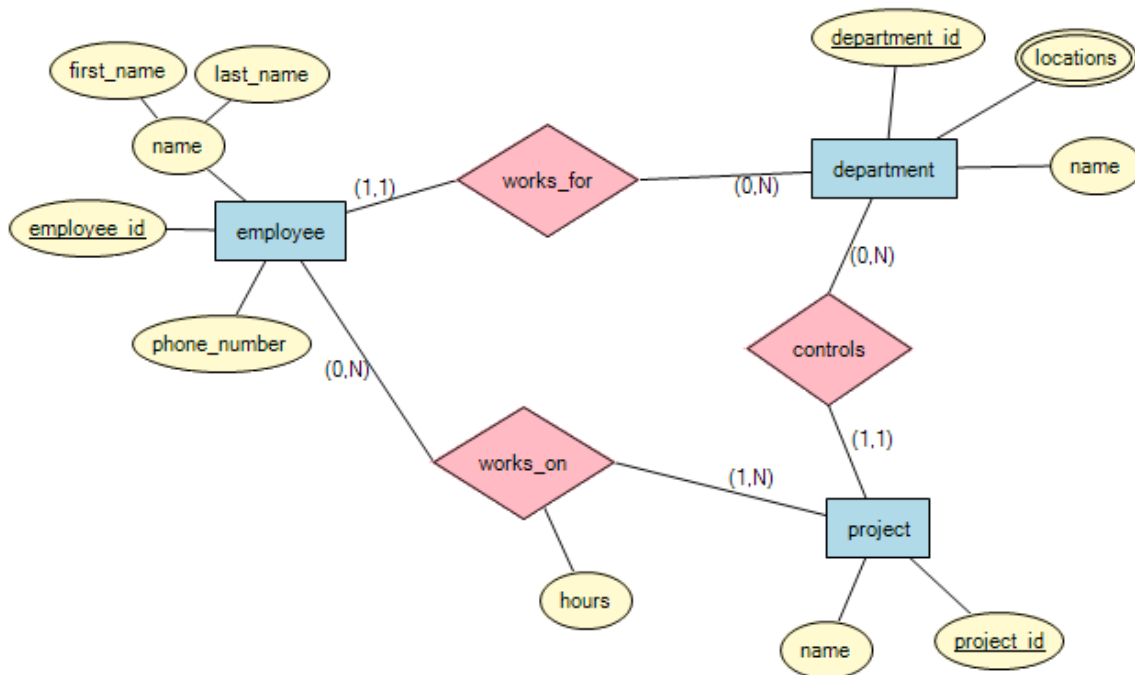 department_id
locations
first_name
last_name
name
name
works_for
department
(1,1)
(0,N)
employee_id
employee
(0,N)
phone_number
controls
(0,N)
(1,1)
works_on
(1,N)
project
hours
name
project_id